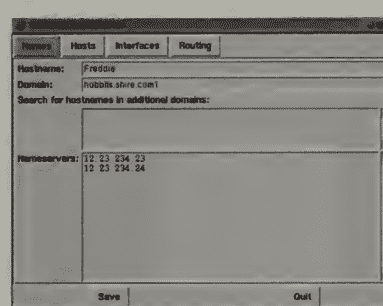 Names Hosts Interfaces Routing
Hostname: Freddie
Domain: hobbits.shire.com
Search for hostnames in additional domains:
Nameservers: 12 23 234 23
12 23 234 24
Save Quit